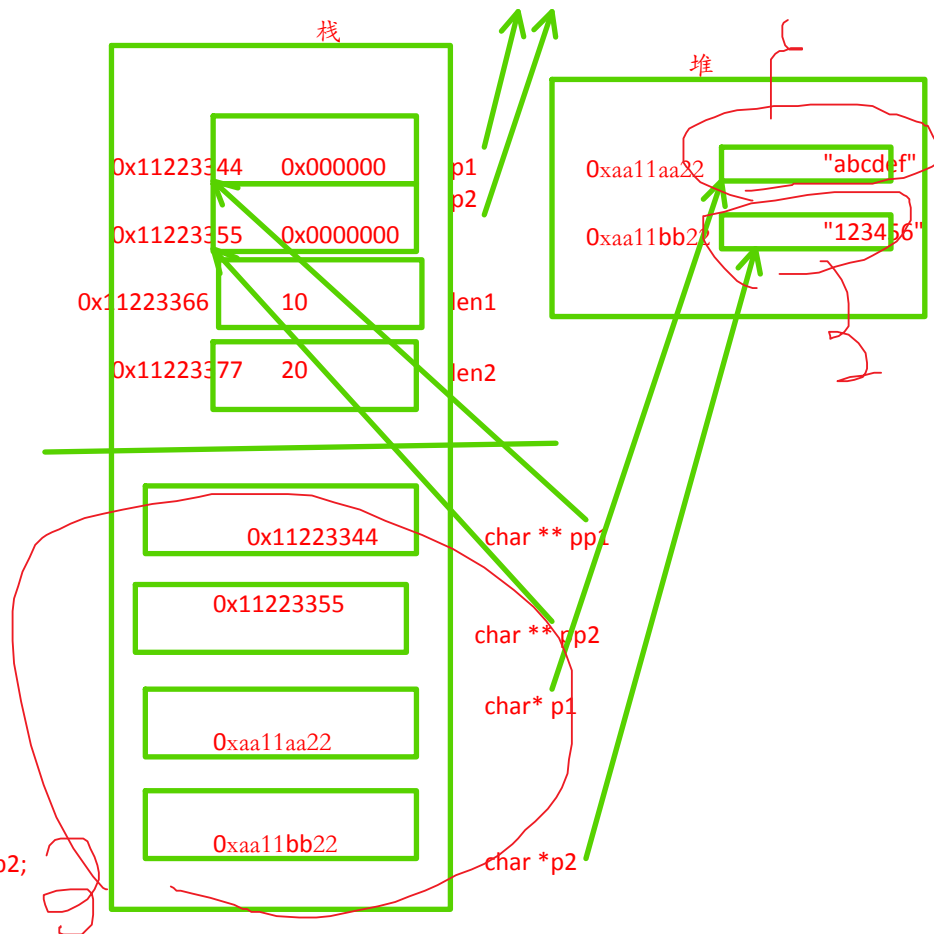 栈
堆
0x11223344 0x000000 p1
p2
0x11223355 0x0000000
0x11223366 10 len1
0x11223377 20 len2
0xaa11aa22 "abcdef"
0xaa11bb22 "123456"
0x11223344 char ** pp1
0x11223355 char ** pp2
0xaa11aa22 char* p1
0xaa11bb22 char *p2
2;